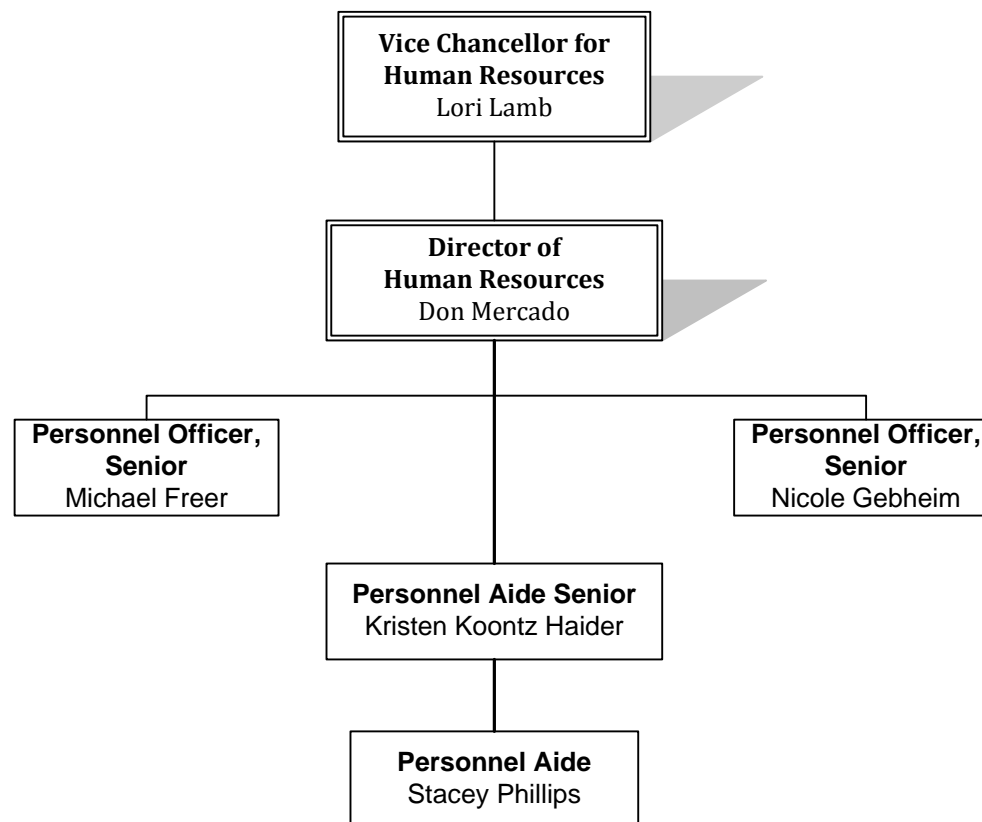 Vice Chancellor for
Human Resources
Lori Lamb
Director of
Human Resources
Don Mercado
Personnel Officer,
Senior
Michael Freer
Personnel Officer,
Senior
Nicole Gebheim
Personnel Aide Senior
Kristen Koontz Haider
Personnel Aide
Stacey Phillips